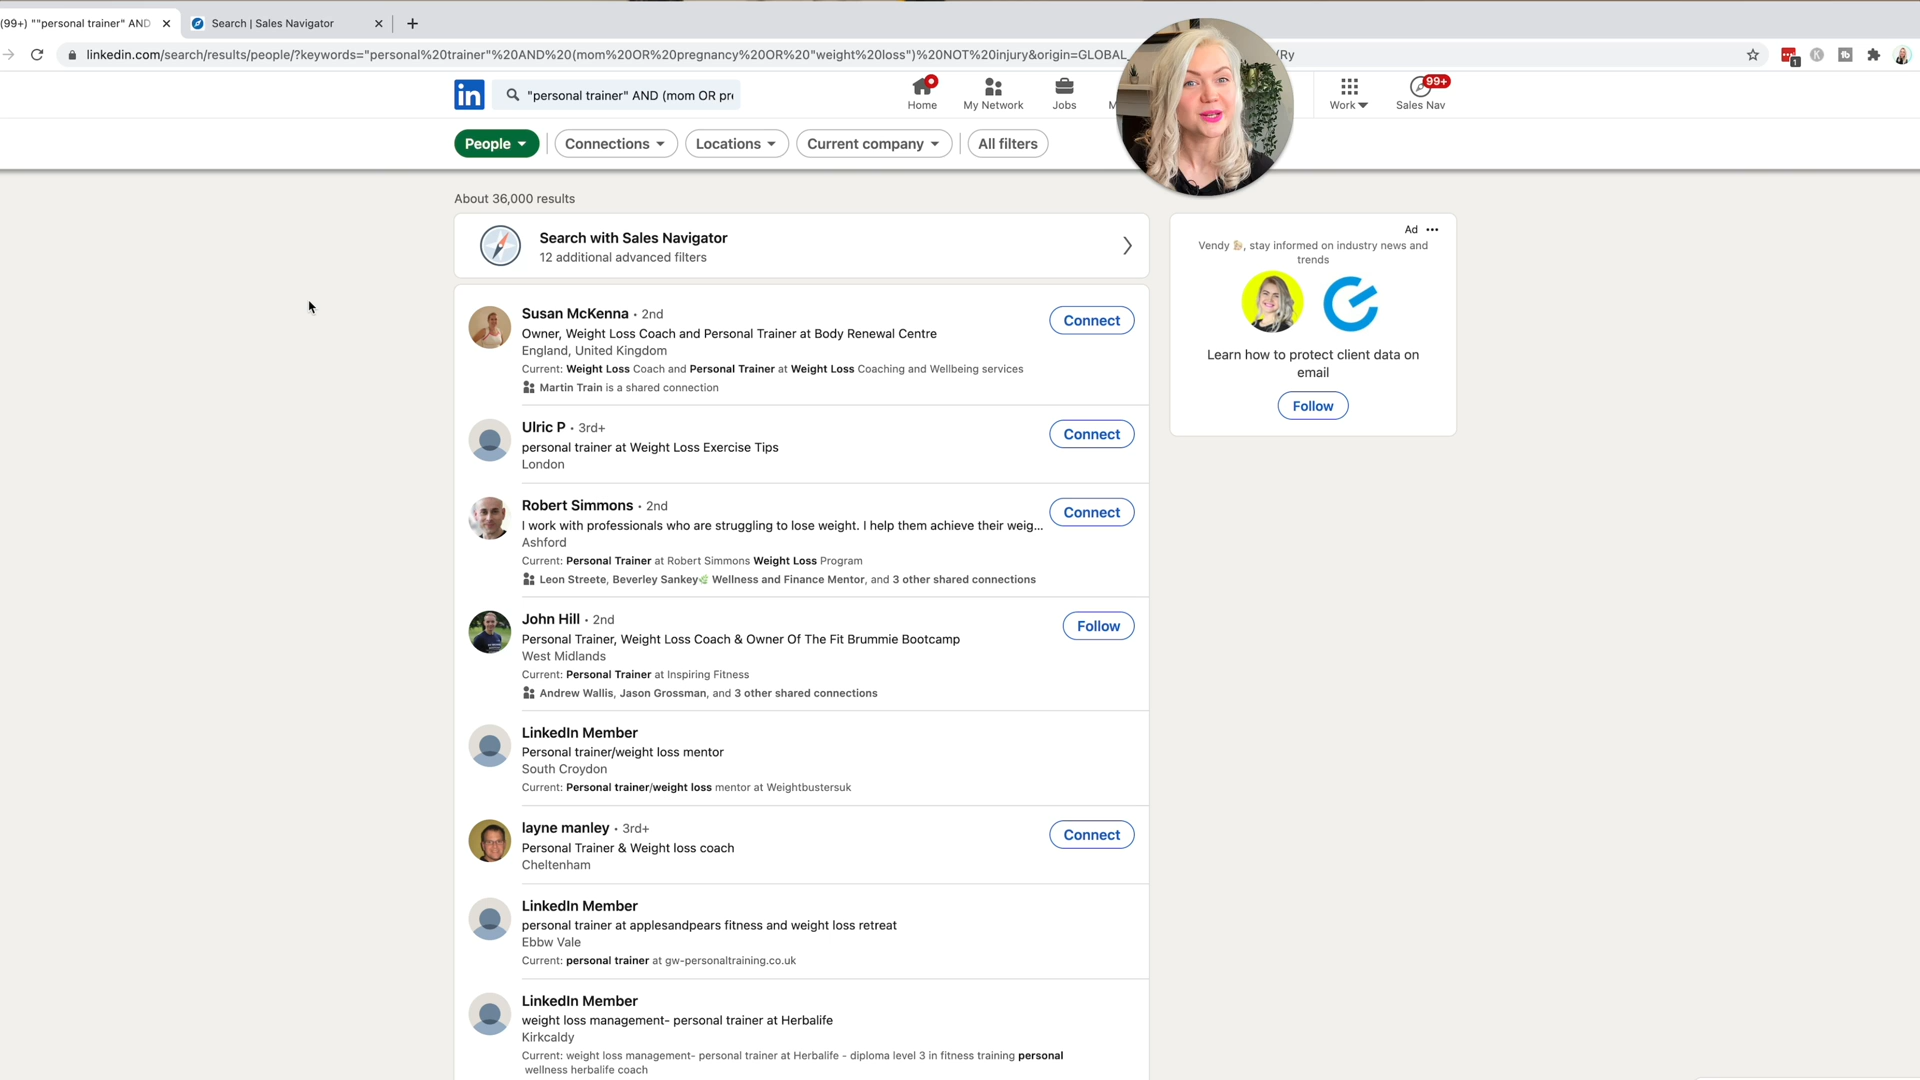 (99+) ""personal trainer" AND
Search | Sales Navigator
linkedin.com/search/results/people/?keywords="personal%20trainer"%20AND%20(mom%20OR%20pregnancy%20OR%20"weight%20loss")%20NOT%20injury&origin=GLOBAL_
(Ry
1
in
"personal trainer" AND (mom OR pre
Home
My Network
Jobs
Work
99+
Sales Nav
People
Connections
Locations
Current company
All filters
About 36,000 results
Search with Sales Navigator
12 additional advanced filters
Susan McKenna • 2nd
Owner, Weight Loss Coach and Personal Trainer at Body Renewal Centre
England, United Kingdom
Current: Weight Loss Coach and Personal Trainer at Weight Loss Coaching and Wellbeing services
Martin Train is a shared connection
Connect
Ulric P • 3rd+
personal trainer at Weight Loss Exercise Tips
London
Connect
Robert Simmons • 2nd
I work with professionals who are struggling to lose weight. I help them achieve their weig...
Ashford
Current: Personal Trainer at Robert Simmons Weight Loss Program
Leon Streete, Beverley Sankey🌿 Wellness and Finance Mentor, and 3 other shared connections
Connect
John Hill • 2nd
Personal Trainer, Weight Loss Coach & Owner Of The Fit Brummie Bootcamp
West Midlands
Current: Personal Trainer at Inspiring Fitness
Andrew Wallis, Jason Grossman, and 3 other shared connections
Follow
LinkedIn Member
Personal trainer/weight loss mentor
South Croydon
Current: Personal trainer/weight loss mentor at Weightbustersuk
layne manley • 3rd+
Personal Trainer & Weight loss coach
Cheltenham
Connect
LinkedIn Member
personal trainer at applesandpears fitness and weight loss retreat
Ebbw Vale
Current: personal trainer at gw-personaltraining.co.uk
LinkedIn Member
weight loss management- personal trainer at Herbalife
Kirkcaldy
Current: weight loss management- personal trainer at Herbalife - diploma level 3 in fitness training personal
wellness herbalife coach
Ad
Vendy 💪🏼, stay informed on industry news and
trends
Learn how to protect client data on
email
Follow